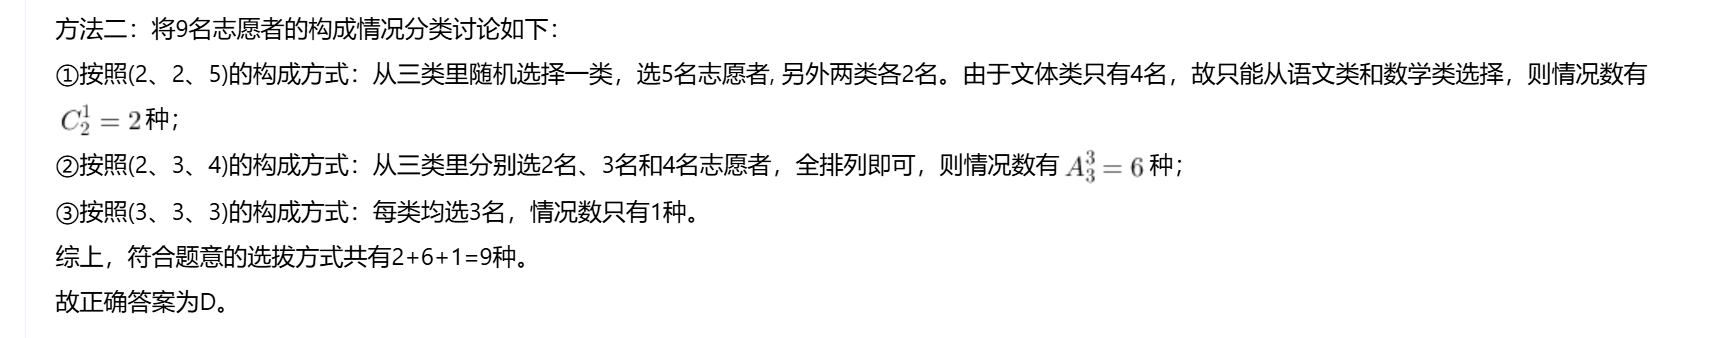 方法二：将9名志愿者的构成情况分类讨论如下：
①按照(2、2、5)的构成方式：从三类里随机选择一类，选5名志愿者, 另外两类各2名。由于文体类只有4名，故只能从语文类和数学类选择，则情况数有
$C_2^1 = 2$ 种；
②按照(2、3、4)的构成方式：从三类里分别选2名、3名和4名志愿者，全排列即可，则情况数有 $A_3^3 = 6$ 种；
③按照(3、3、3)的构成方式：每类均选3名，情况数只有1种。
综上，符合题意的选拔方式共有2+6+1=9种。
故正确答案为D。